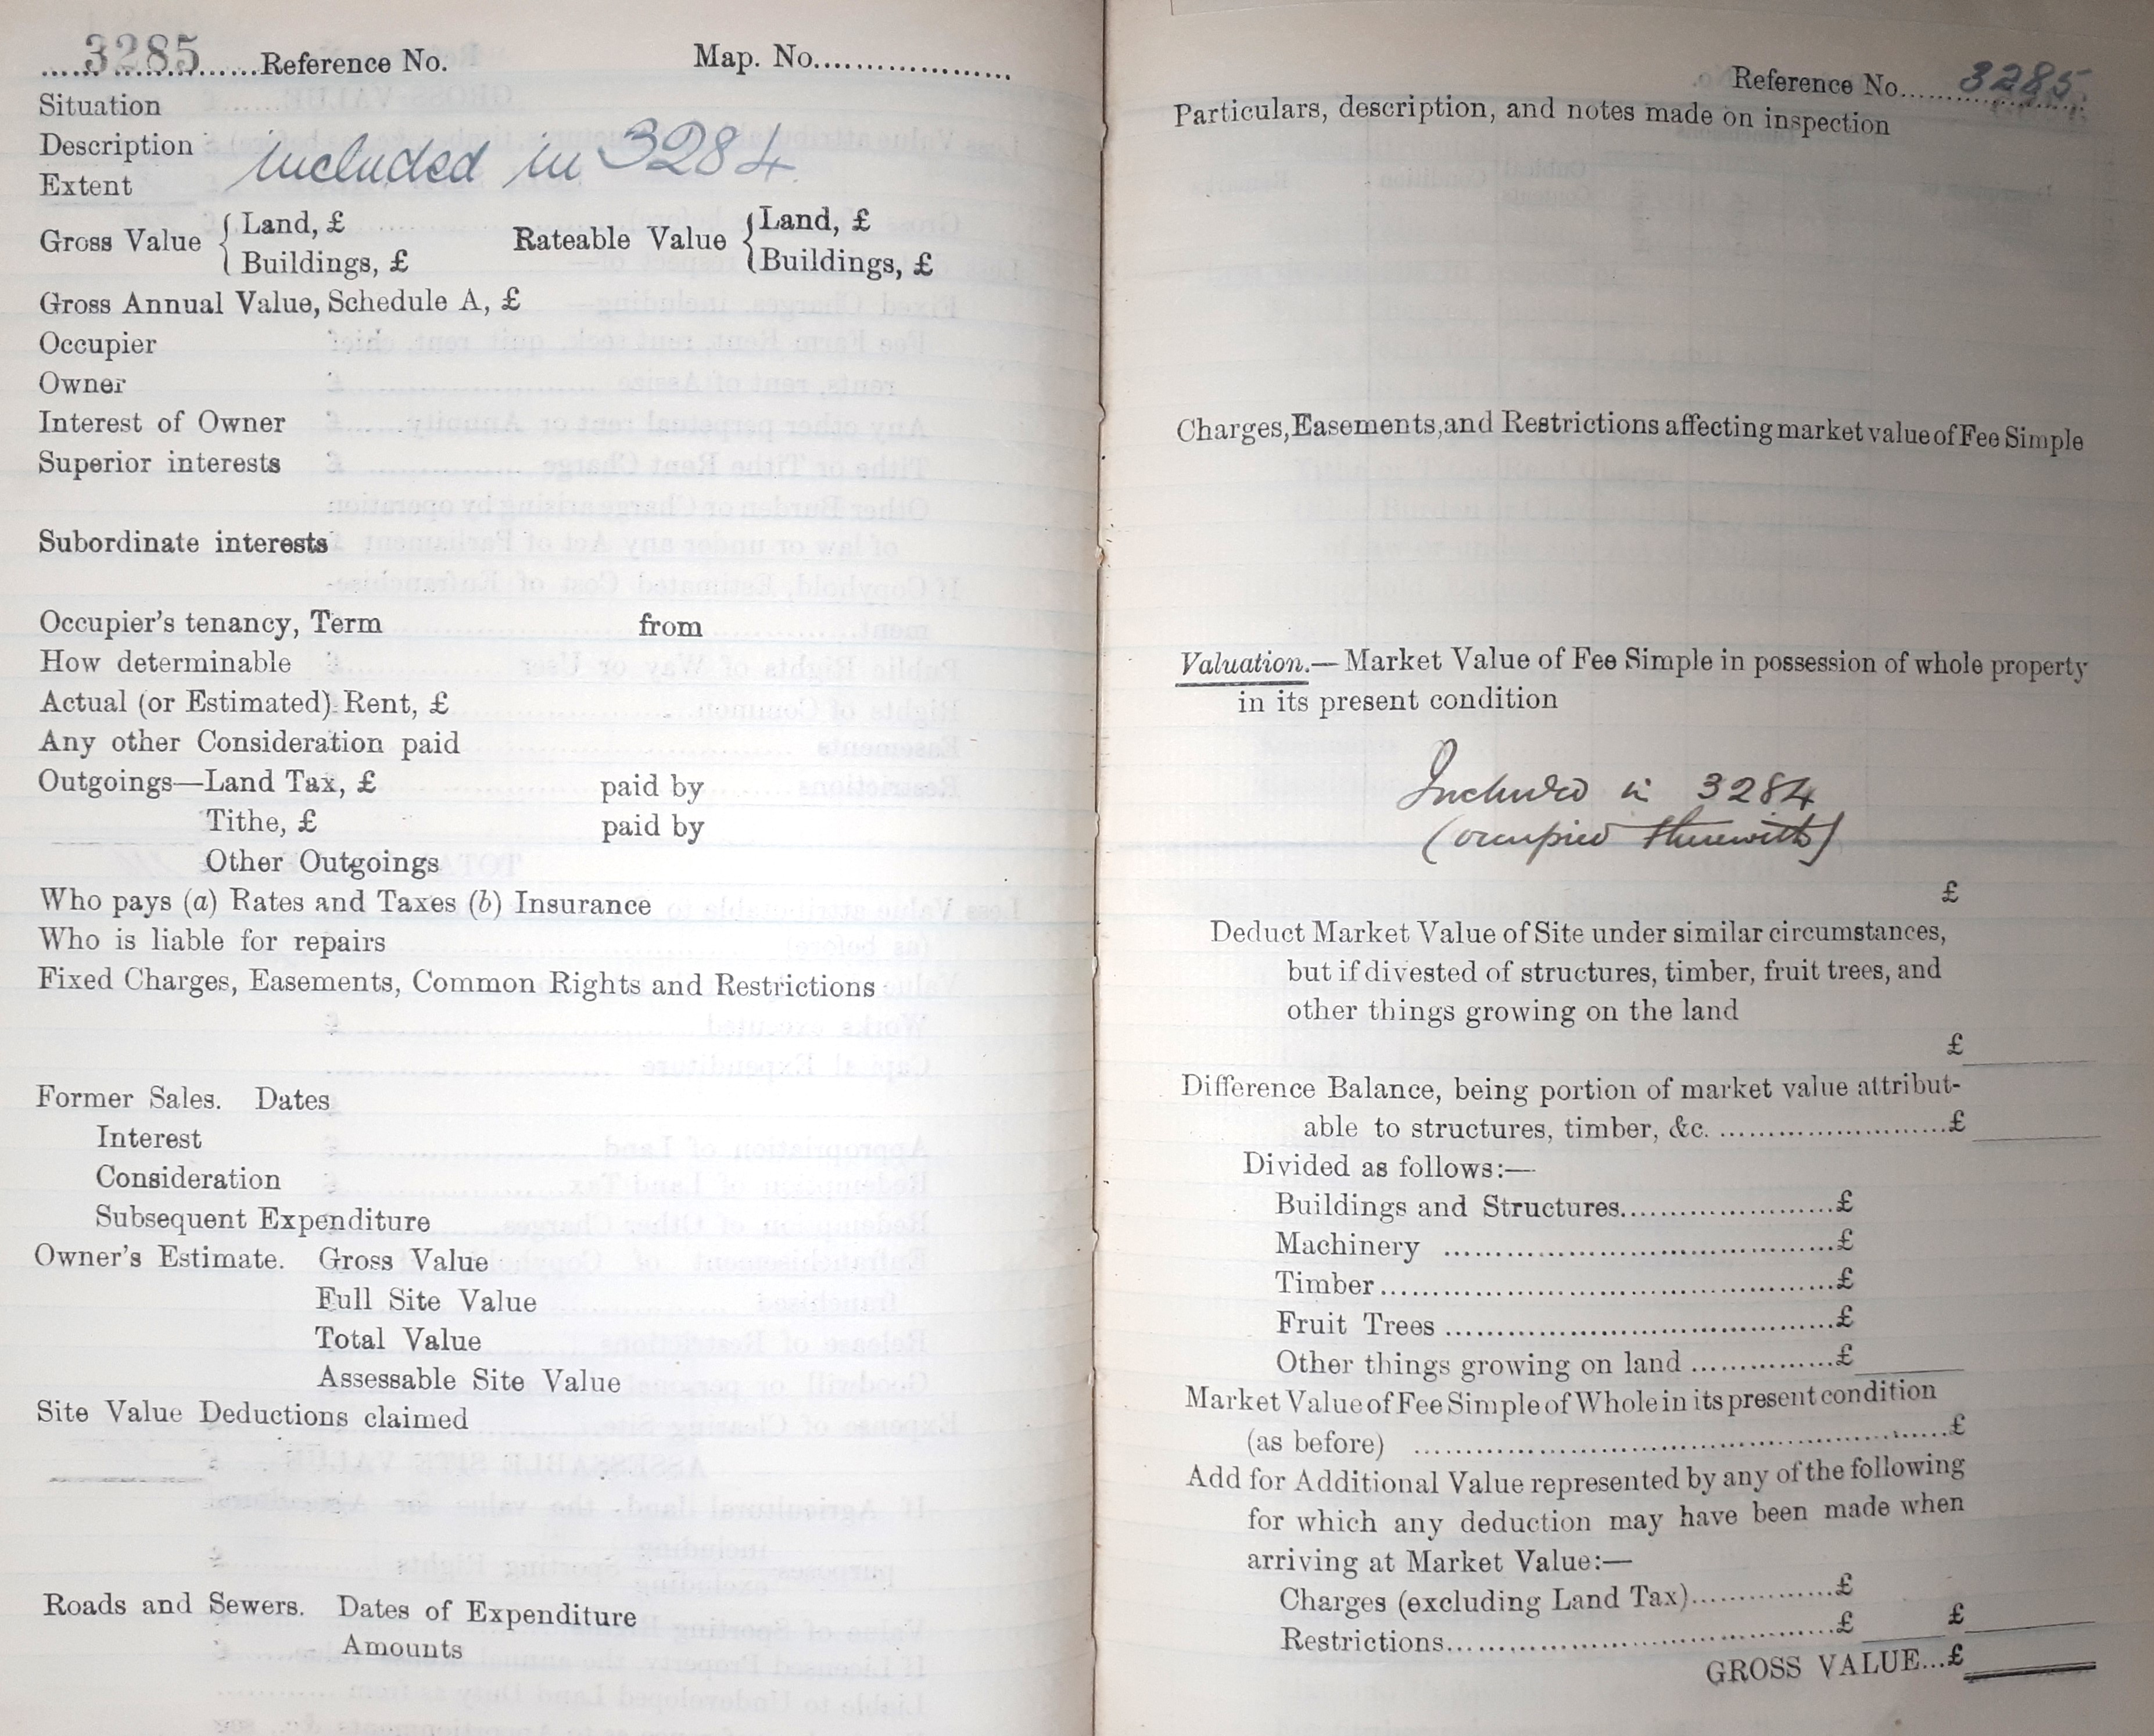 3285 Reference No. Map. No.
Situation
Description
included in 3284
Extent
Gross Value { Land, £ Rateable Value { Land, £
Buildings, £ Buildings, £
Gross Annual Value, Schedule A, £
Occupier
Owner
Interest of Owner
Superior interests
Subordinate interests
Occupier's tenancy, Term from
How determinable
Actual (or Estimated) Rent, £
Any other Consideration paid
Outgoings—Land Tax, £ paid by
Tithe, £ paid by
Other Outgoings
Who pays (a) Rates and Taxes (b) Insurance
Who is liable for repairs
Fixed Charges, Easements, Common Rights and Restrictions
Former Sales. Dates
Interest
Consideration
Subsequent Expenditure
Owner's Estimate. Gross Value
Full Site Value
Total Value
Assessable Site Value
Site Value Deductions claimed
Roads and Sewers. Dates of Expenditure
Amounts
Reference No. 3285
Particulars, description, and notes made on inspection
Charges, Easements, and Restrictions affecting market value of Fee Simple
Valuation.—Market Value of Fee Simple in possession of whole property
in its present condition
Included in 3284
(occupied therewith)
£
Deduct Market Value of Site under similar circumstances,
but if divested of structures, timber, fruit trees, and
other things growing on the land
£
Difference Balance, being portion of market value attribut-
able to structures, timber, &c. £
Divided as follows:—
Buildings and Structures £
Machinery £
Timber £
Fruit Trees £
Other things growing on land £
Market Value of Fee Simple of Whole in its present condition
(as before) £
Add for Additional Value represented by any of the following
for which any deduction may have been made when
arriving at Market Value:—
Charges (excluding Land Tax) £
Restrictions £ £
GROSS VALUE...£